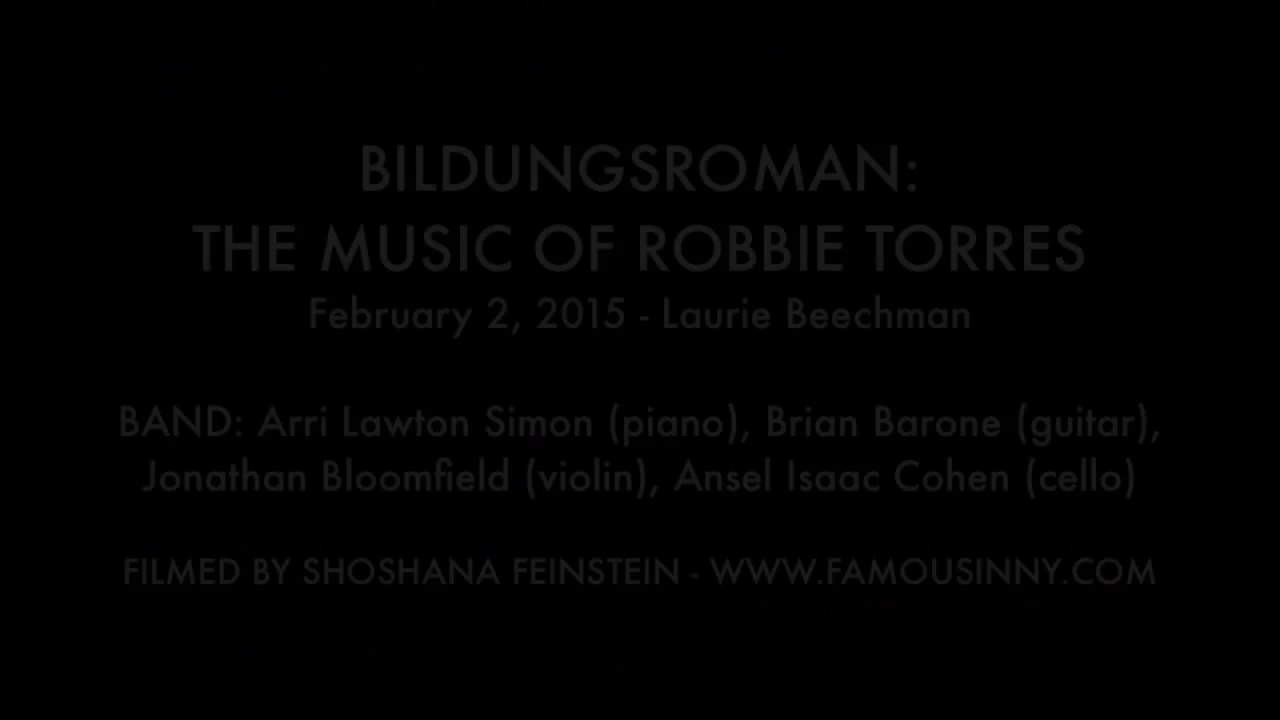 BILDUNGSROMAN:
THE MUSIC OF ROBBIE TORRES
February 2, 2015 - Laurie Beechman
BAND: Arri Lawton Simon (piano), Brian Barone (guitar),
Jonathan Bloomfield (violin), Ansel Isaac Cohen (cello)
FILMED BY SHOSHANA FEINSTEIN - WWW.FAMOUSINNY.COM